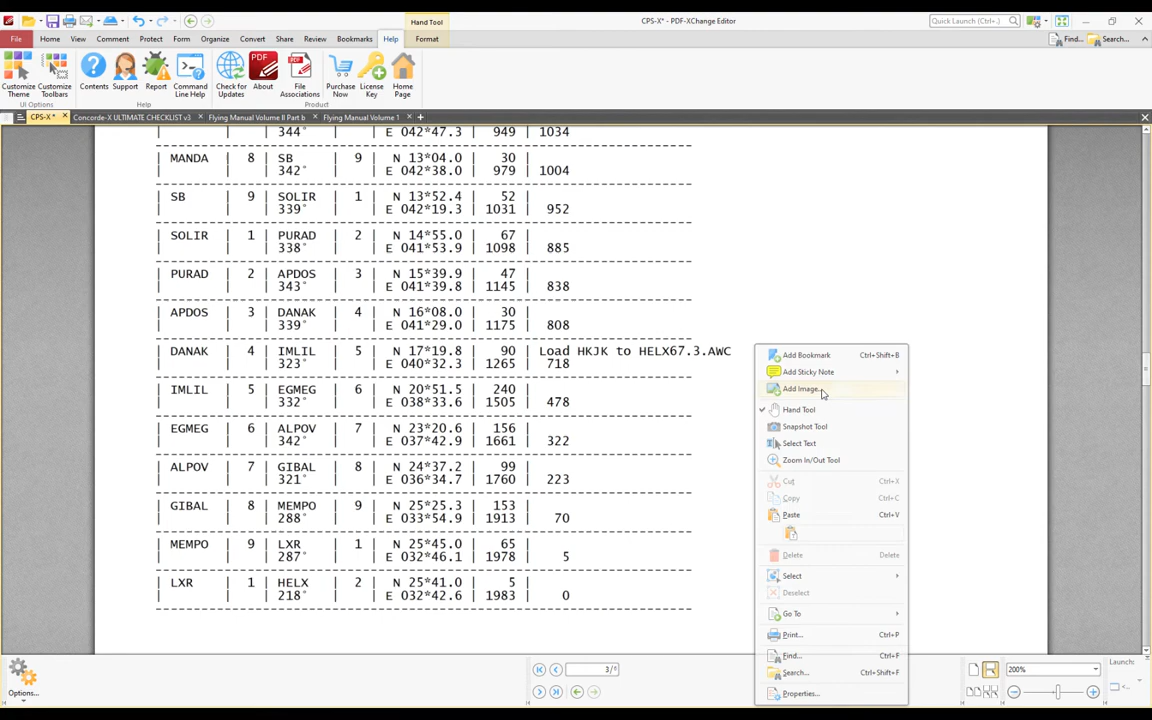 Hand Tool
CPS-X* - PDF-XChange Editor
Quick Launch (Ctrl+.)
File Home View Comment Protect Form Organize Convert Share Review Bookmarks Help Format
Find... Search...
Customize Theme
Customize Toolbars
Contents
Support
Report
Command Line Help
Check for Updates
About
File Associations
Purchase Now
License Key
Home Page
UI Options
Help
Product
CPS-X * Concorde-X ULTIMATE CHECKLIST v3 Flying Manual Volume II Part b Flying Manual Volume 1
| | 344° | | E 042*47.3 | 949 | 1034
| MANDA | 8 | SB | 9 | N 13*04.0 | 30 |
| | | 342° | | E 042*38.0 | 979 | 1004
| SB | 9 | SOLIR | 1 | N 13*52.4 | 52 |
| | | 339° | | E 042*19.3 | 1031 | 952
| SOLIR | 1 | PURAD | 2 | N 14*55.0 | 67 |
| | | 338° | | E 041*53.9 | 1098 | 885
| PURAD | 2 | APDOS | 3 | N 15*39.9 | 47 |
| | | 343° | | E 041*39.8 | 1145 | 838
| APDOS | 3 | DANAK | 4 | N 16*08.0 | 30 |
| | | 339° | | E 041*29.0 | 1175 | 808
| DANAK | 4 | IMLIL | 5 | N 17*19.8 | 90 | Load HKJK to HELX67.3.AWC
| | | 323° | | E 040*32.3 | 1265 | 718
| IMLIL | 5 | EGMEG | 6 | N 20*51.5 | 240 |
| | | 332° | | E 038*33.6 | 1505 | 478
| EGMEG | 6 | ALPOV | 7 | N 23*20.6 | 156 |
| | | 342° | | E 037*42.9 | 1661 | 322
| ALPOV | 7 | GIBAL | 8 | N 24*37.2 | 99 |
| | | 321° | | E 036*34.7 | 1760 | 223
| GIBAL | 8 | MEMPO | 9 | N 25*25.3 | 153 |
| | | 288° | | E 033*54.9 | 1913 | 70
| MEMPO | 9 | LXR | 1 | N 25*45.0 | 65 |
| | | 287° | | E 032*46.1 | 1978 | 5
| LXR | 1 | HELX | 2 | N 25*41.0 | 5 |
| | | 218° | | E 032*42.6 | 1983 | 0
Add Bookmark Ctrl+Shift+B
Add Sticky Note
Add Image...
Hand Tool
Snapshot Tool
Select Text
Zoom In/Out Tool
Cut Ctrl+X
Copy Ctrl+C
Paste Ctrl+V
Delete Delete
Select
Deselect
Go To
Print... Ctrl+P
Find... Ctrl+F
Search... Ctrl+Shift+F
Properties...
Options...
200%
Launch: